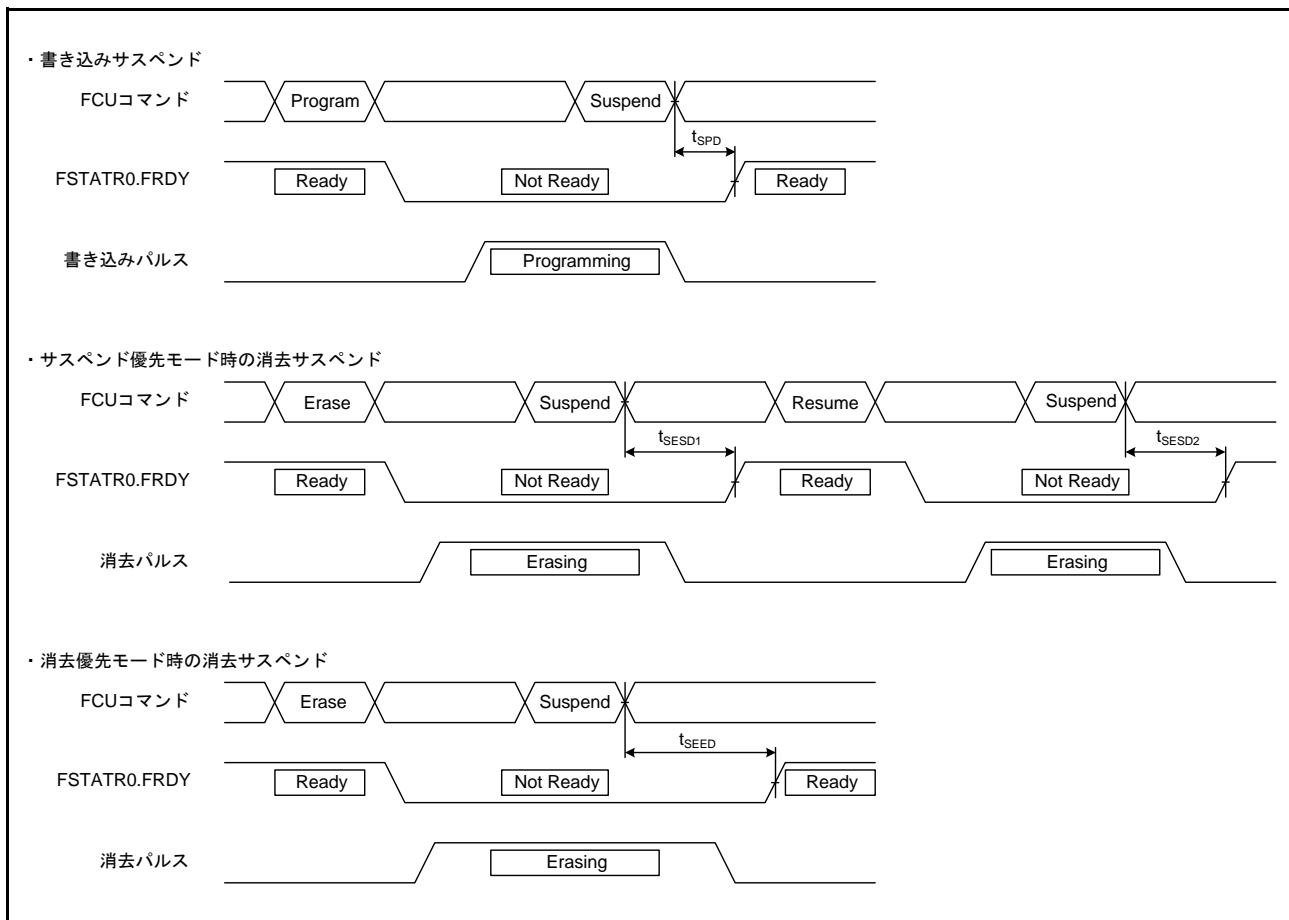 ・書き込みサスペンド
FCUコマンド
Program
Suspend
tSPD
FSTATR0.FRDY
Ready
Not Ready
Ready
書き込みパルス
Programming
・サスペンド優先モード時の消去サスペンド
FCUコマンド
Erase
Suspend
Resume
Suspend
tSESD1
tSESD2
FSTATR0.FRDY
Ready
Not Ready
Ready
Not Ready
消去パルス
Erasing
Erasing
・消去優先モード時の消去サスペンド
FCUコマンド
Erase
Suspend
tSEED
FSTATR0.FRDY
Ready
Not Ready
Ready
消去パルス
Erasing